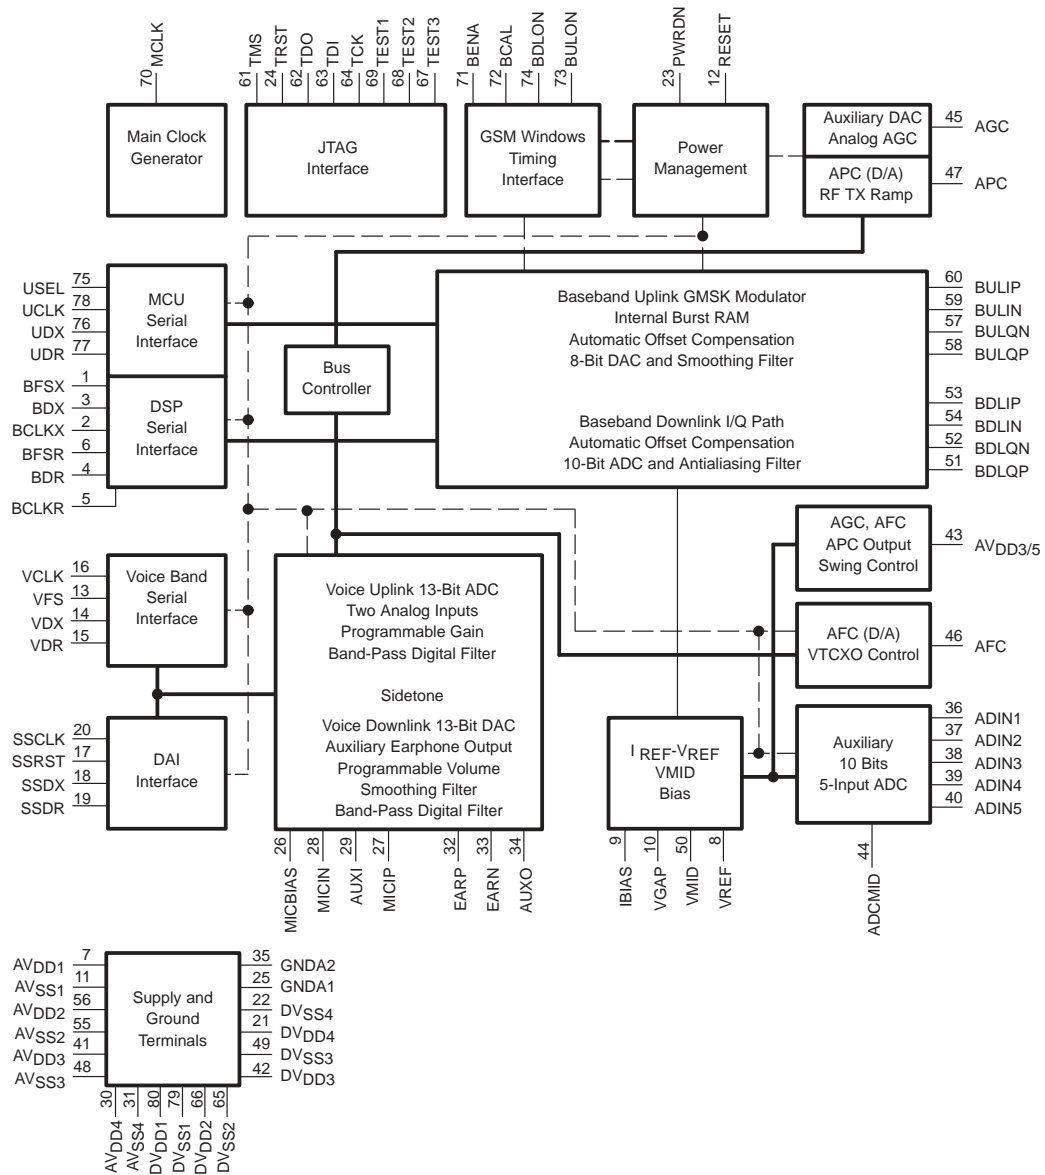 70 MCLK
61 TMS
24 TRST
62 TDO
63 TDI
64 TCK
69 TEST1
68 TEST2
67 TEST3
71 BENA
72 BCAL
74 BDLON
73 BULON
23 PWRDN
12 RESET
Main Clock
Generator
JTAG
Interface
GSM Windows
Timing
Interface
Power
Management
Auxiliary DAC
Analog AGC
45 AGC
APC (D/A)
RF TX Ramp
47 APC
USEL 75
UCLK 78
UDX 76
UDR 77
MCU
Serial
Interface
BFSX 1
BDX 3
BCLKX 2
BFSR 6
BDR 4
BCLKR 5
DSP
Serial
Interface
Bus
Controller
Baseband Uplink GMSK Modulator
Internal Burst RAM
Automatic Offset Compensation
8-Bit DAC and Smoothing Filter
Baseband Downlink I/Q Path
Automatic Offset Compensation
10-Bit ADC and Antialiasing Filter
60 BULIP
59 BULIN
57 BULQN
58 BULQP
53 BDLIP
54 BDLIN
52 BDLQN
51 BDLQP
VCLK 16
VFS 13
VDX 14
VDR 15
Voice Band
Serial
Interface
SSCLK 20
SSRST 17
SSDX 18
SSDR 19
DAI
Interface
Voice Uplink 13-Bit ADC
Two Analog Inputs
Programmable Gain
Band-Pass Digital Filter
Sidetone
Voice Downlink 13-Bit DAC
Auxiliary Earphone Output
Programmable Volume
Smoothing Filter
Band-Pass Digital Filter
26 MICBIAS
28 MICIN
29 AUXI
27 MICIP
32 EARP
33 EARN
34 AUXO
I REF-VREF
VMID
Bias
9 IBIAS
10 VGAP
50 VMID
8 VREF
AGC, AFC
APC Output
Swing Control
43 AVDD3/5
AFC (D/A)
VTCXO Control
46 AFC
Auxiliary
10 Bits
5-Input ADC
36 ADIN1
37 ADIN2
38 ADIN3
39 ADIN4
40 ADIN5
44 ADCMID
AVDD1 7
AVSS1 11
AVDD2 56
AVSS2 55
AVDD3 41
AVSS3 48
Supply and
Ground
Terminals
35 GNDA2
25 GNDA1
22 DVSS4
21 DVDD4
49 DVSS3
42 DVDD3
30 AVDD4
31 AVSS4
80 DVDD1
79 DVSS1
66 DVDD2
65 DVSS2